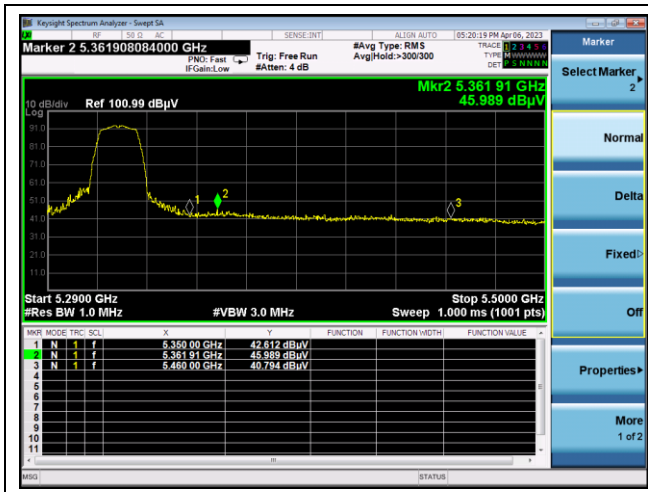 Keysight Spectrum Analyzer - Swept SA
RF 50 Ω AC SENSE:INT ALIGN AUTO 05:20:19 PM Apr 06, 2023
Marker 2 5.361908084000 GHz
PNO: Fast
IFGain:Low
Trig: Free Run
#Atten: 4 dB
#Avg Type: RMS
Avg|Hold:>300/300
TRACE 1 2 3 4 5 6
TYPE M WWWWW
DET P S N N N N
Mkr2 5.361 91 GHz
45.989 dBµV
10 dB/div Ref 100.99 dBµV
Log
91.0
81.0
71.0
61.0
51.0
41.0
31.0
21.0
11.0
1
2
3
Start 5.2900 GHz Stop 5.5000 GHz
#Res BW 1.0 MHz #VBW 3.0 MHz Sweep 1.000 ms (1001 pts)
MKR MODE TRC SCL X Y FUNCTION FUNCTION WIDTH FUNCTION VALUE
1 N 1 f 5.350 00 GHz 42.612 dBµV
2 N 1 f 5.361 91 GHz 45.989 dBµV
3 N 1 f 5.460 00 GHz 40.794 dBµV
4
5
6
7
8
9
10
11
MSG STATUS
Marker
Select Marker
2
Normal
Delta
Fixed
Off
Properties
More
1 of 2